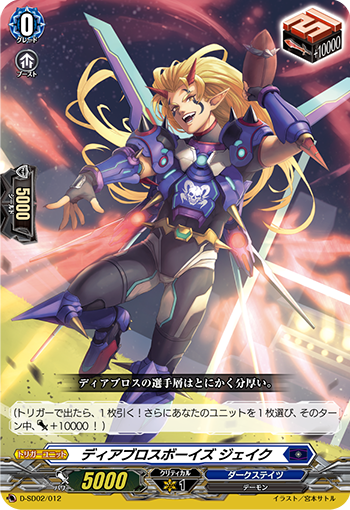 0
グレード
ブースト
+10000
5000
シールド
ディアブロスの選手層はとにかく分厚い。
(トリガーで出たら、1枚引く！さらにあなたのユニットを1枚選び、そのターン中、+10000！)
トリガーユニット
ディアブロスボーイズ ジェイク
パワー
5000
クリティカル
1
ダークステイツ
デーモン
D-SD02/012
イラスト/宮本サトル